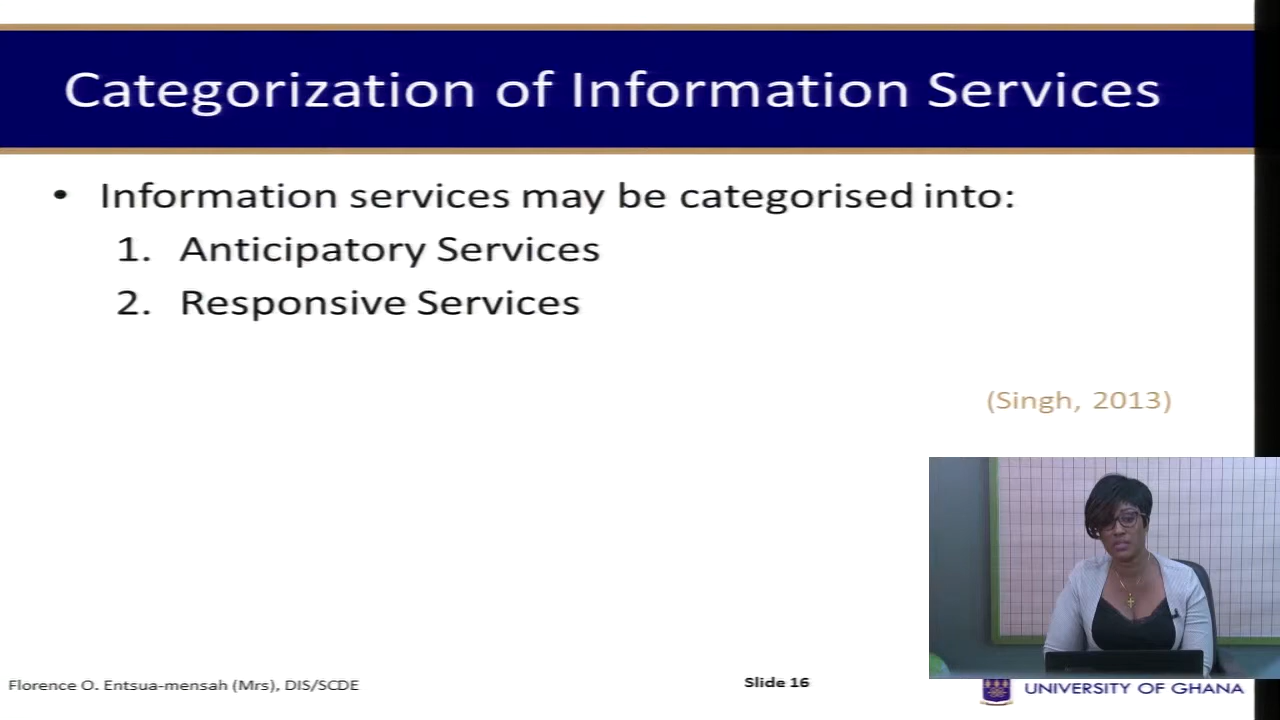 Categorization of Information Services
• Information services may be categorised into:
1. Anticipatory Services
2. Responsive Services
(Singh, 2013)
Florence O. Entsua-mensah (Mrs), DIS/SCDE
Slide 16
UNIVERSITY OF GHANA